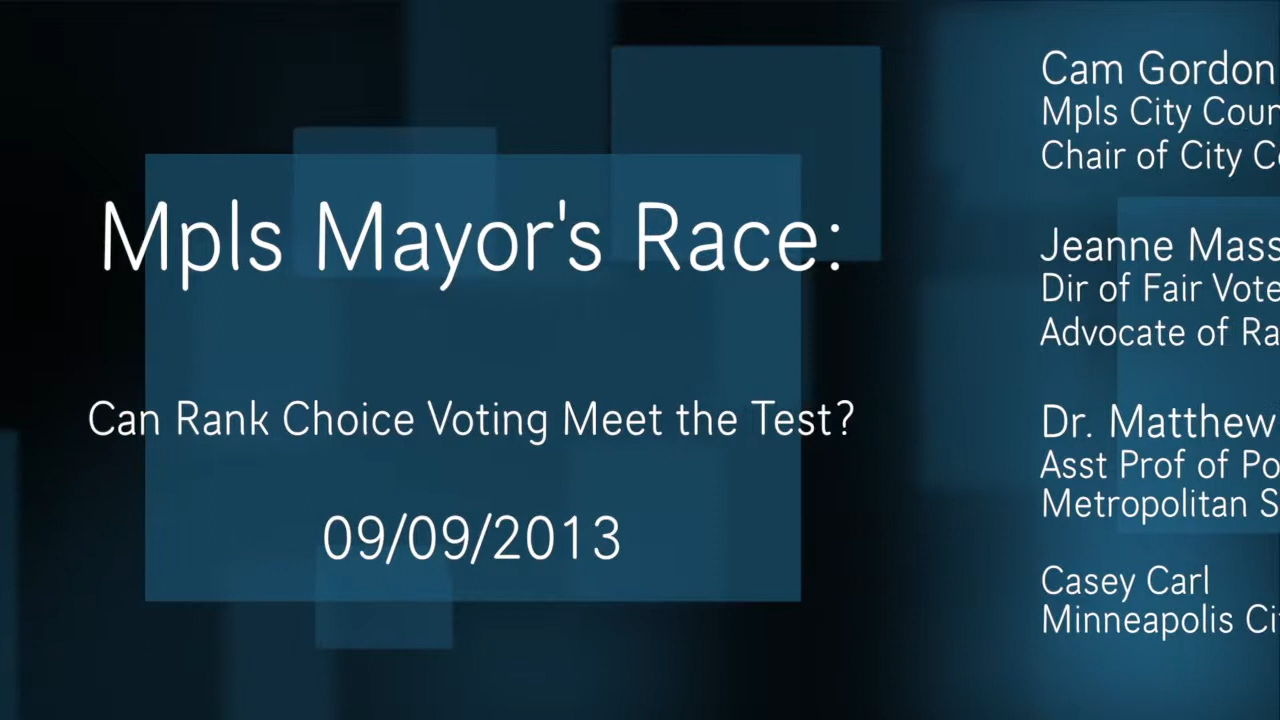 Mpls Mayor's Race:
Can Rank Choice Voting Meet the Test?
09/09/2013
Cam Gordon
Mpls City Coun
Chair of City C
Jeanne Mass
Dir of Fair Vote
Advocate of Ra
Dr. Matthew
Asst Prof of Po
Metropolitan S
Casey Carl
Minneapolis Ci